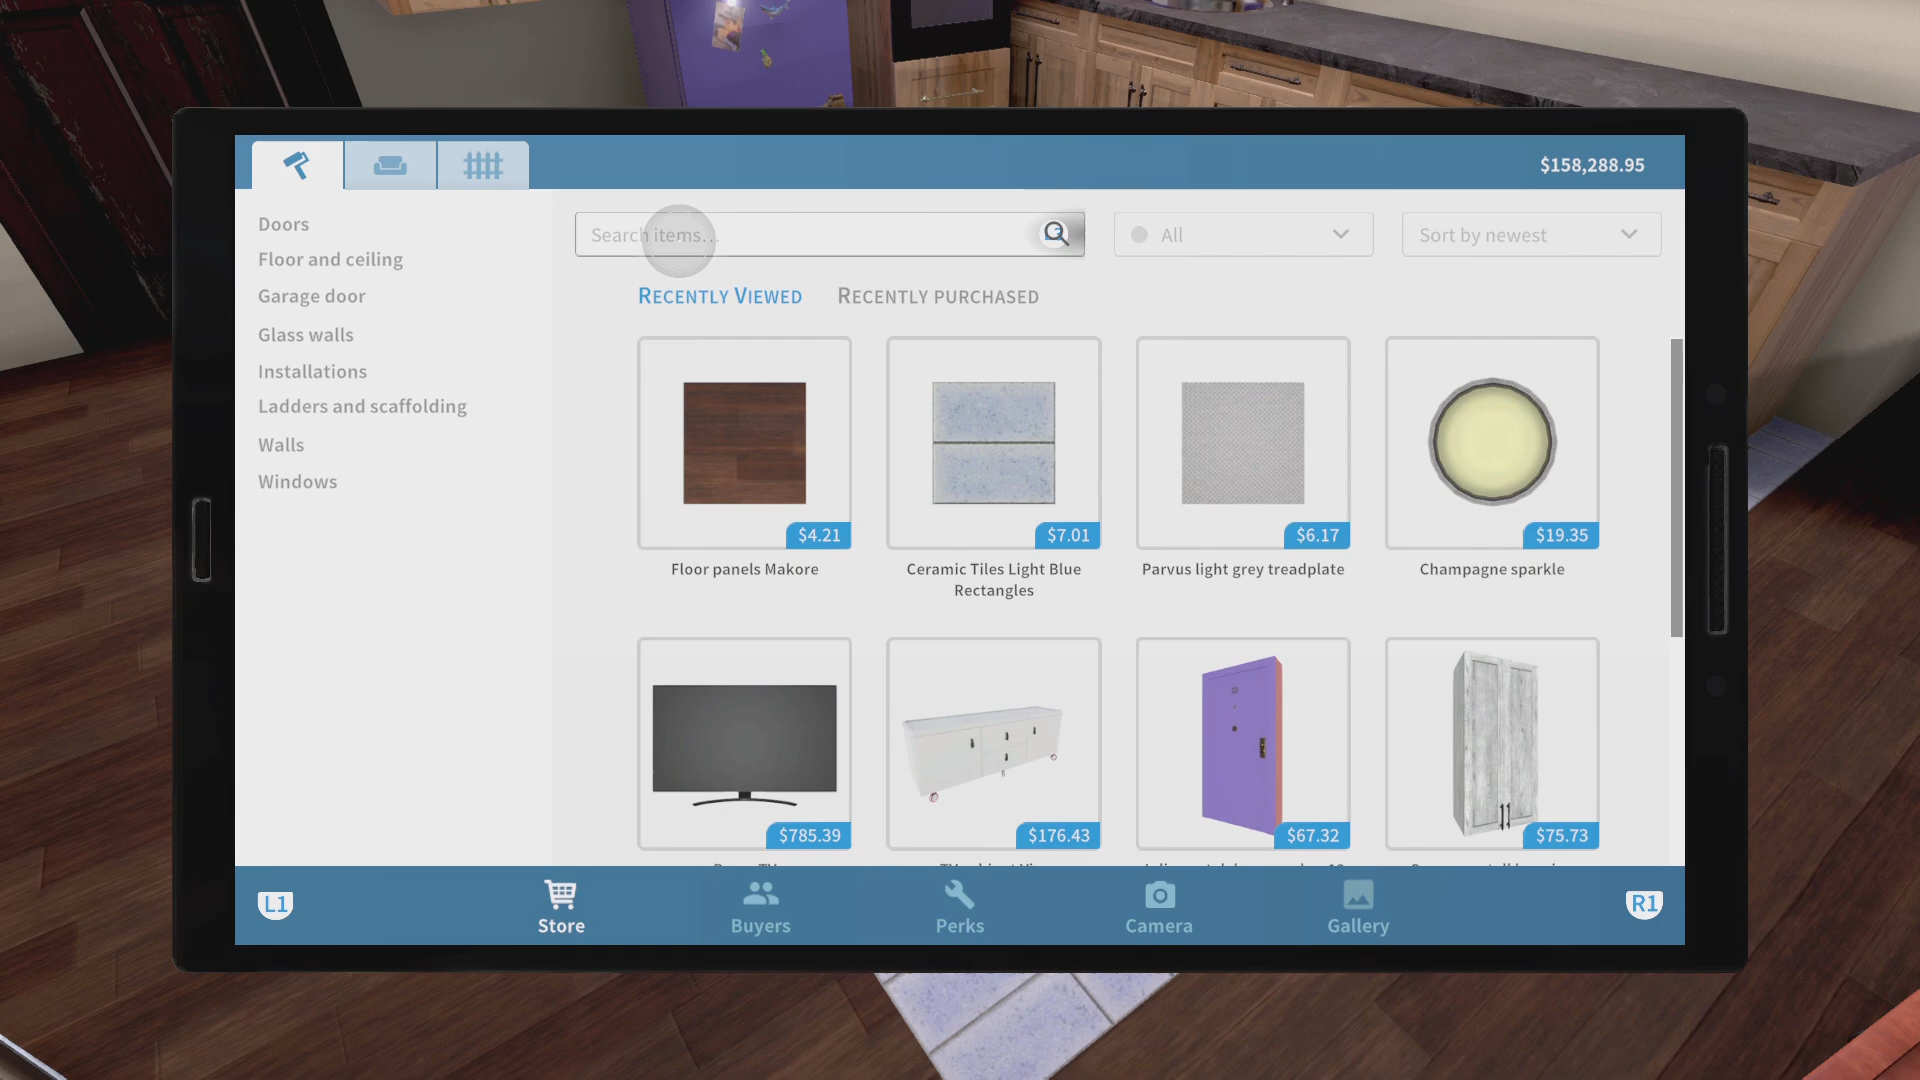 $158,288.95
Doors
Floor and ceiling
Garage door
Glass walls
Installations
Ladders and scaffolding
Walls
Windows
Search items...
All
Sort by newest
RECENTLY VIEWED
RECENTLY PURCHASED
$4.21
$7.01
$6.17
$19.35
Floor panels Makore
Ceramic Tiles Light Blue
Rectangles
Parvus light grey treadplate
Champagne sparkle
$785.39
$176.43
$67.32
$75.73
L1
Store
Buyers
Perks
Camera
Gallery
R1